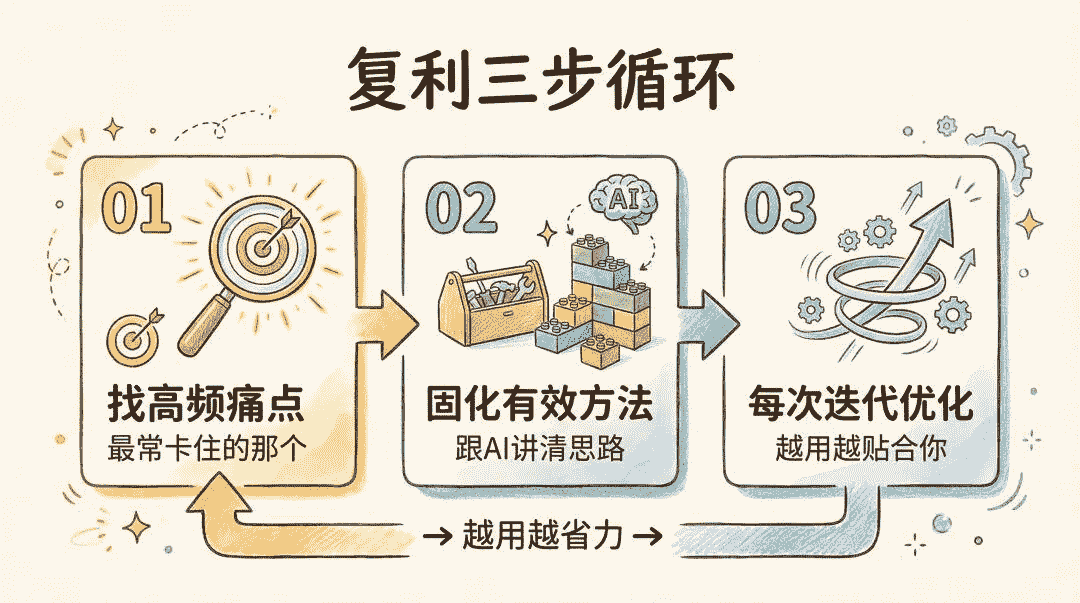 复利三步循环
01
找高频痛点
最常卡住的那个
02
AI
固化有效方法
跟AI讲清思路
03
每次迭代优化
越用越贴合你
→ 越用越省力 →